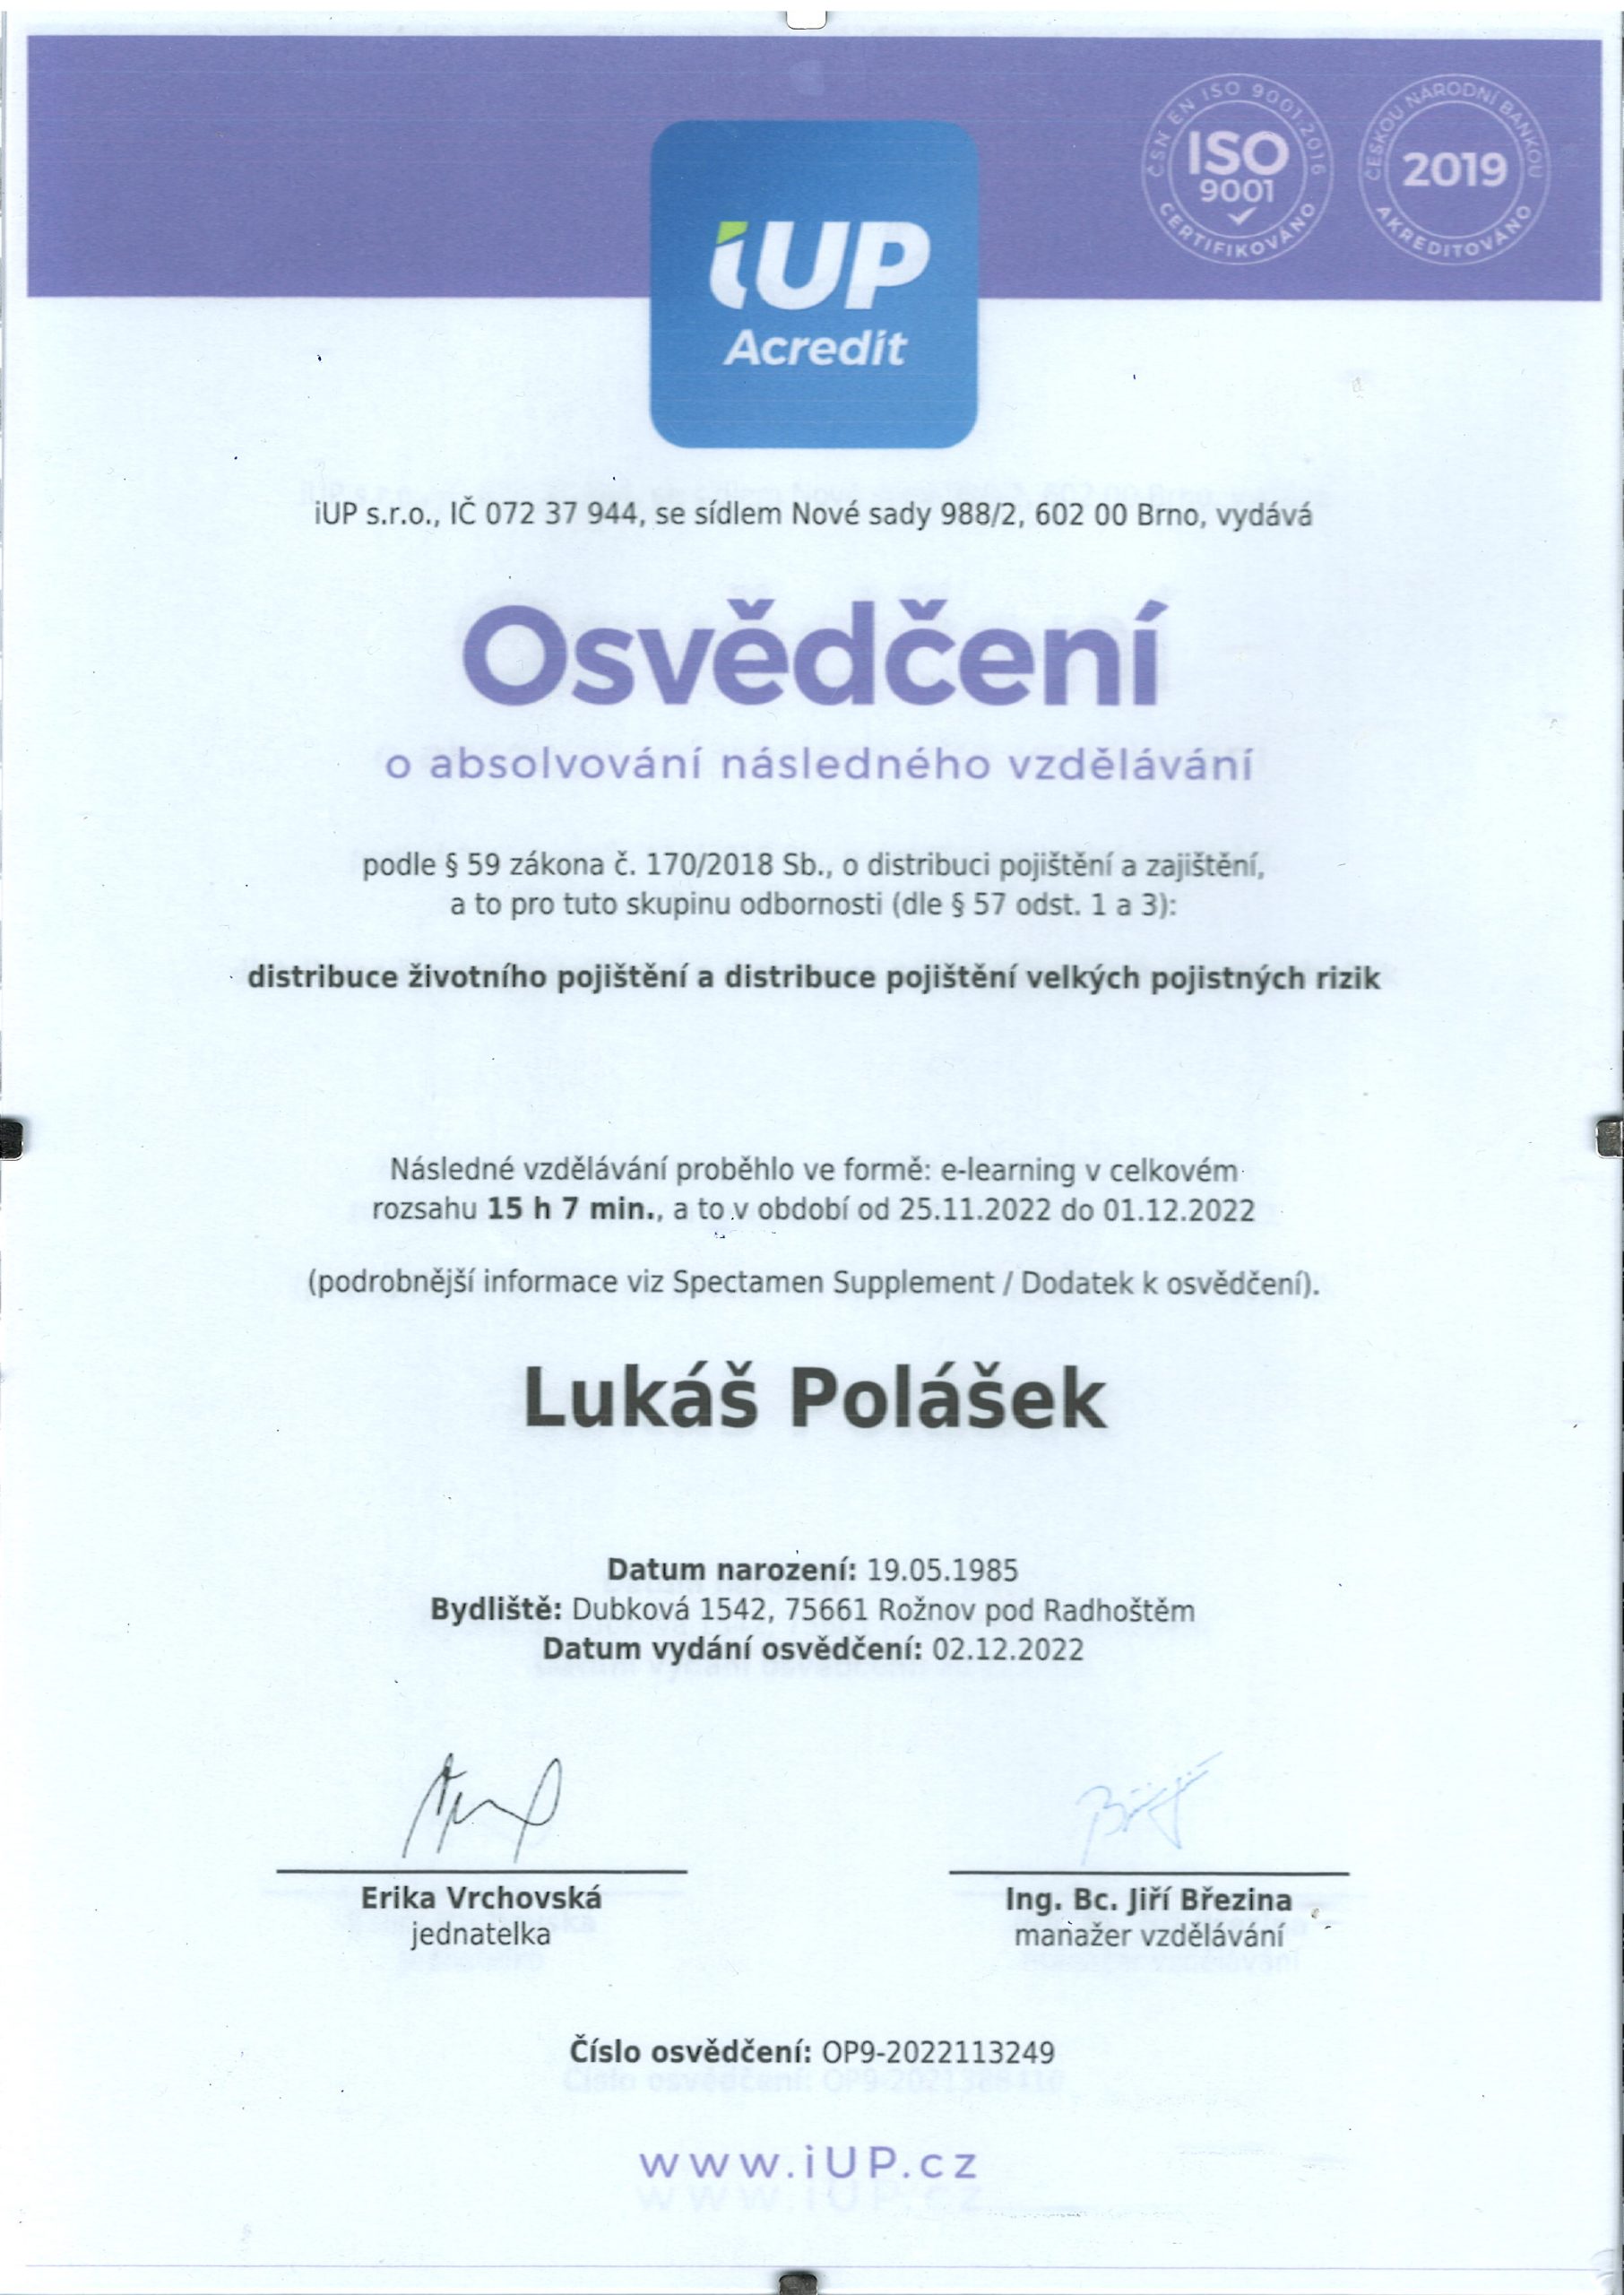 ČSN EN ISO 9001:2016
ISO
9001
CERTIFIKOVÁNO
ČESKOU NÁRODNÍ BANKOU
2019
AKREDITOVÁNO
iUP
Acredit
iUP s.r.o., IČ 072 37 944, se sídlem Nové sady 988/2, 602 00 Brno, vydává
Osvědčení
o absolvování následného vzdělávání
podle § 59 zákona č. 170/2018 Sb., o distribuci pojištění a zajištění,
a to pro tuto skupinu odbornosti (dle § 57 odst. 1 a 3):
distribuce životního pojištění a distribuce pojištění velkých pojistných rizik
Následné vzdělávání proběhlo ve formě: e-learning v celkovém
rozsahu 15 h 7 min., a to v období od 25.11.2022 do 01.12.2022
(podrobnější informace viz Spectamen Supplement / Dodatek k osvědčení).
Lukáš Polášek
Datum narození: 19.05.1985
Bydliště: Dubková 1542, 75661 Rožnov pod Radhoštěm
Datum vydání osvědčení: 02.12.2022
Erika Vrchovská
jednatelka
Ing. Bc. Jiří Březina
manažer vzdělávání
Číslo osvědčení: OP9-2022113249
www.iUP.cz